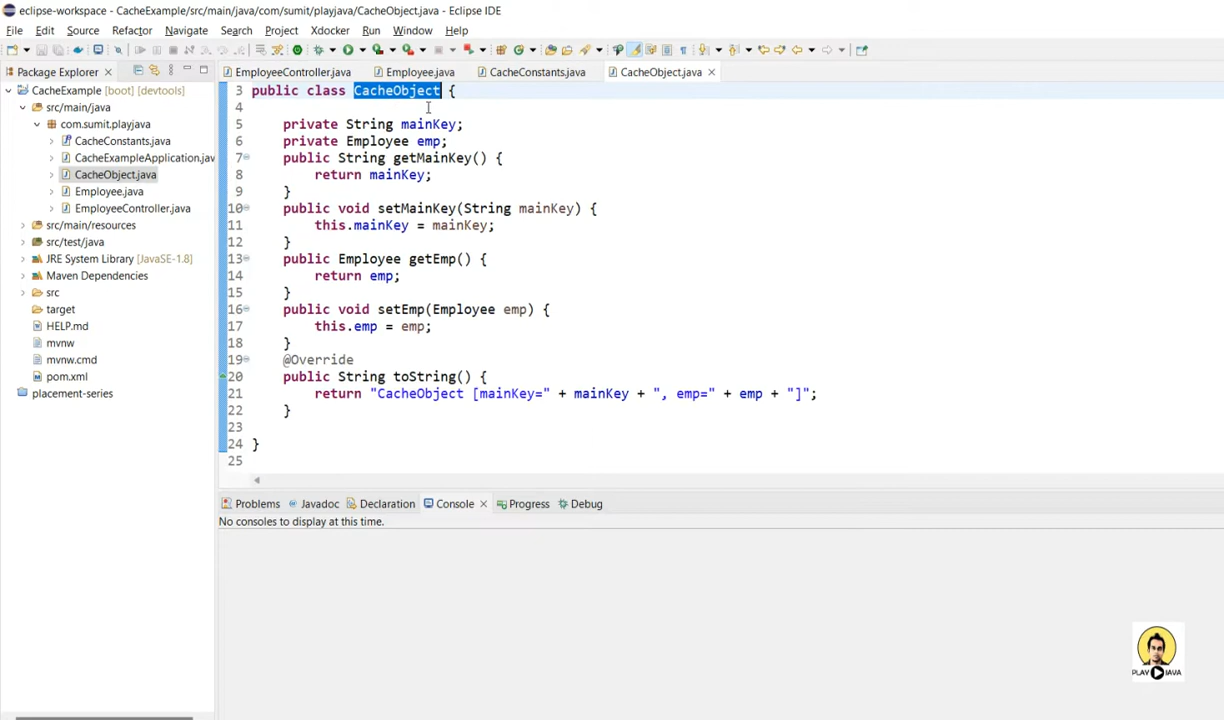 eclipse-workspace - CacheExample/src/main/java/com/sumit/playjava/CacheObject.java - Eclipse IDE
File Edit Source Refactor Navigate Search Project Xdocker Run Window Help
Package Explorer
EmployeeController.java Employee.java CacheConstants.java CacheObject.java
CacheExample [boot] [devtools]
src/main/java
com.sumit.playjava
CacheConstants.java
CacheExampleApplication.jav
CacheObject.java
Employee.java
EmployeeController.java
src/main/resources
src/test/java
JRE System Library [JavaSE-1.8]
Maven Dependencies
src
target
HELP.md
mvnw
mvnw.cmd
pom.xml
placement-series
3 public class CacheObject {
4
5 private String mainKey;
6 private Employee emp;
7 public String getMainKey() {
8 return mainKey;
9 }
10 public void setMainKey(String mainKey) {
11 this.mainKey = mainKey;
12 }
13 public Employee getEmp() {
14 return emp;
15 }
16 public void setEmp(Employee emp) {
17 this.emp = emp;
18 }
19 @Override
20 public String toString() {
21 return "CacheObject [mainKey=" + mainKey + ", emp=" + emp + "]";
22 }
23
24 }
25
Problems Javadoc Declaration Console Progress Debug
No consoles to display at this time.
PLAY JAVA